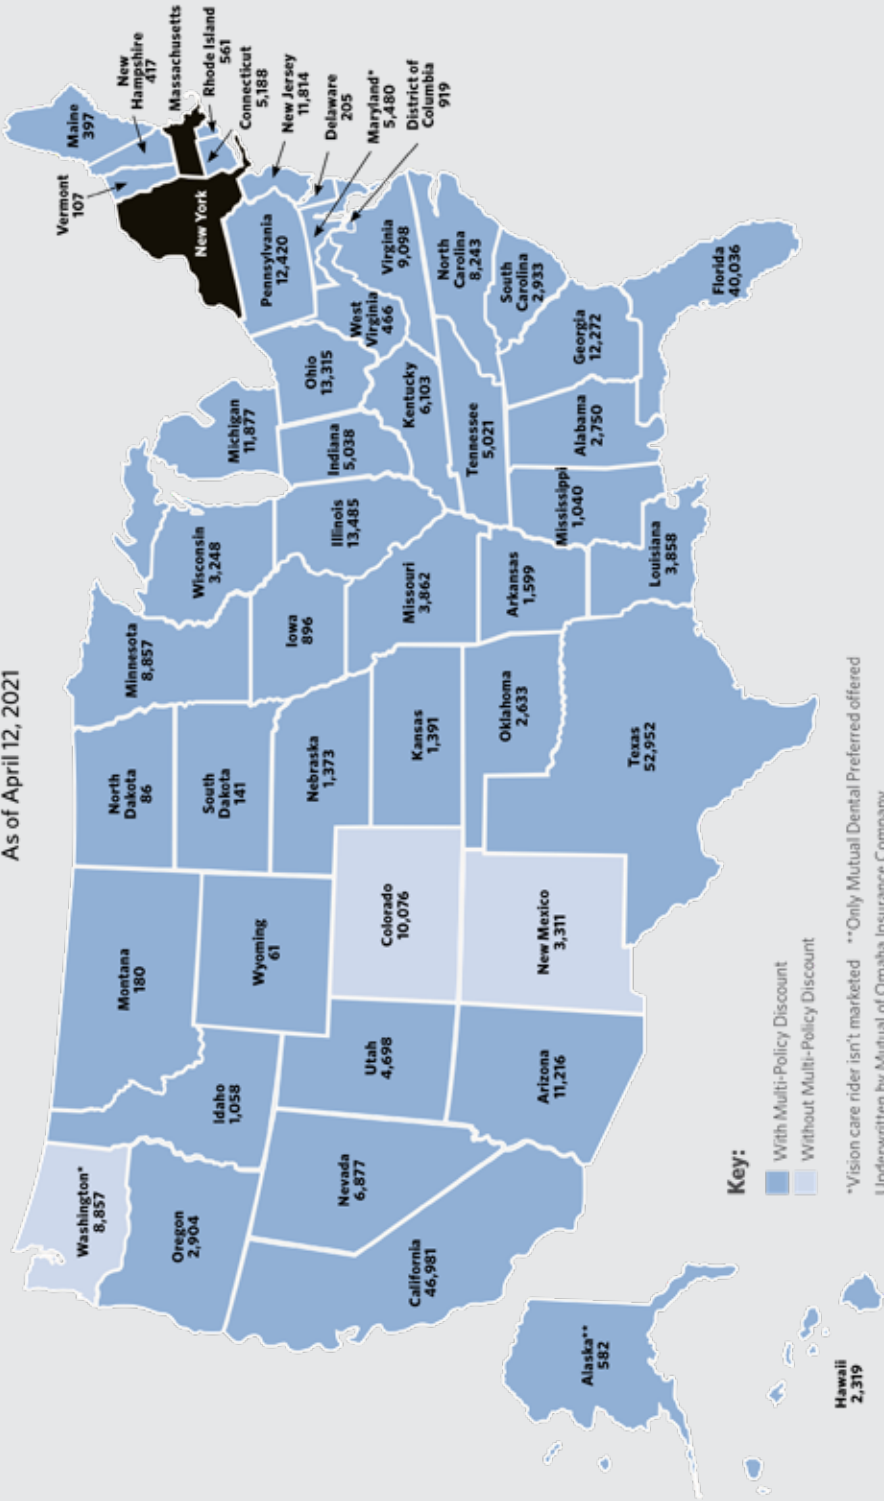 As of April 12, 2021
Washington*
8,857
Oregon
2,904
California
46,981
Nevada
6,877
Idaho
1,058
Montana
180
Wyoming
61
Utah
4,698
Arizona
11,216
Colorado
10,076
New Mexico
3,311
North
Dakota
86
South
Dakota
141
Nebraska
1,373
Kansas
1,391
Oklahoma
2,633
Texas
52,952
Minnesota
8,857
Iowa
896
Missouri
3,862
Arkansas
1,599
Louisiana
3,858
Wisconsin
3,248
Illinois
13,485
Michigan
11,877
Indiana
5,038
Ohio
13,315
Kentucky
6,103
Tennessee
5,021
Mississippi
1,040
Alabama
2,750
Georgia
12,272
Florida
40,036
South
Carolina
2,933
North
Carolina
8,243
Virginia
9,098
West
Virginia
466
Pennsylvania
12,420
New York
Vermont
107
Maine
397
New
Hampshire
417
Massachusetts
Rhode Island
561
Connecticut
5,188
New Jersey
11,814
Delaware
205
Maryland*
5,480
District of
Columbia
919
Alaska**
582
Hawaii
2,319
Key:
With Multi-Policy Discount
Without Multi-Policy Discount
*Vision care rider isn't marketed **Only Mutual Dental Preferred offered
Underwritten by Mutual of Omaha Insurance Company